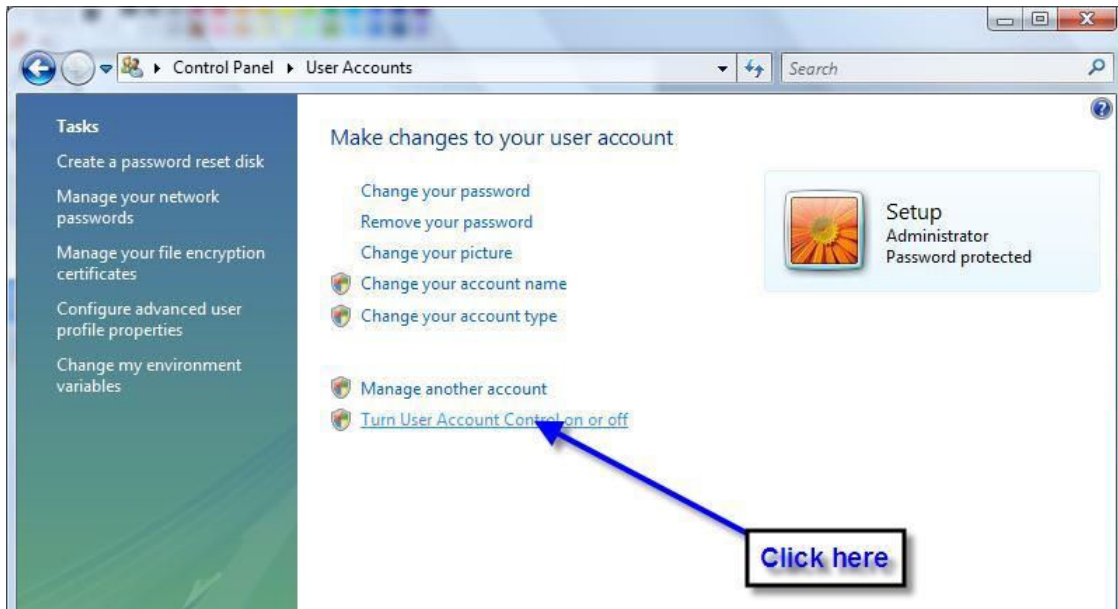 Control Panel
User Accounts
Search
Tasks
Create a password reset disk
Manage your network
passwords
Manage your file encryption
certificates
Configure advanced user
profile properties
Change my environment
variables
Make changes to your user account
Change your password
Remove your password
Change your picture
Change your account name
Change your account type
Manage another account
Turn User Account Control on or off
Setup
Administrator
Password protected
Click here